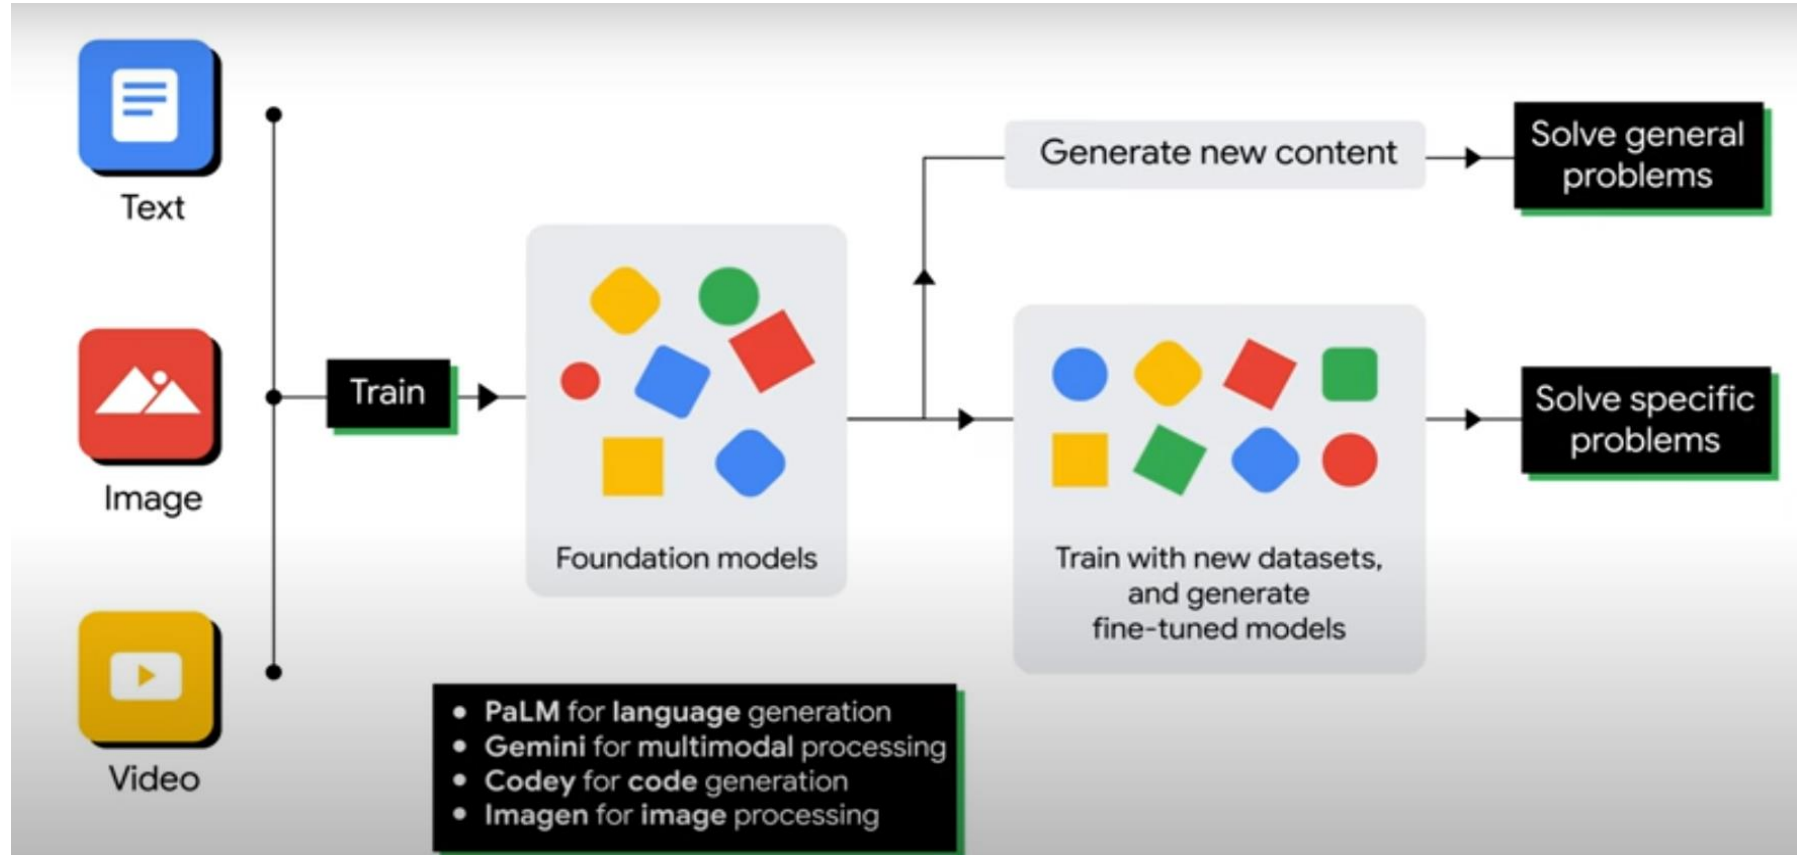 Text
Image
Video
Train
Foundation models
Generate new content
Solve general
problems
Train with new datasets,
and generate
fine-tuned models
Solve specific
problems
• PaLM for language generation
• Gemini for multimodal processing
• Codey for code generation
• Imagen for image processing